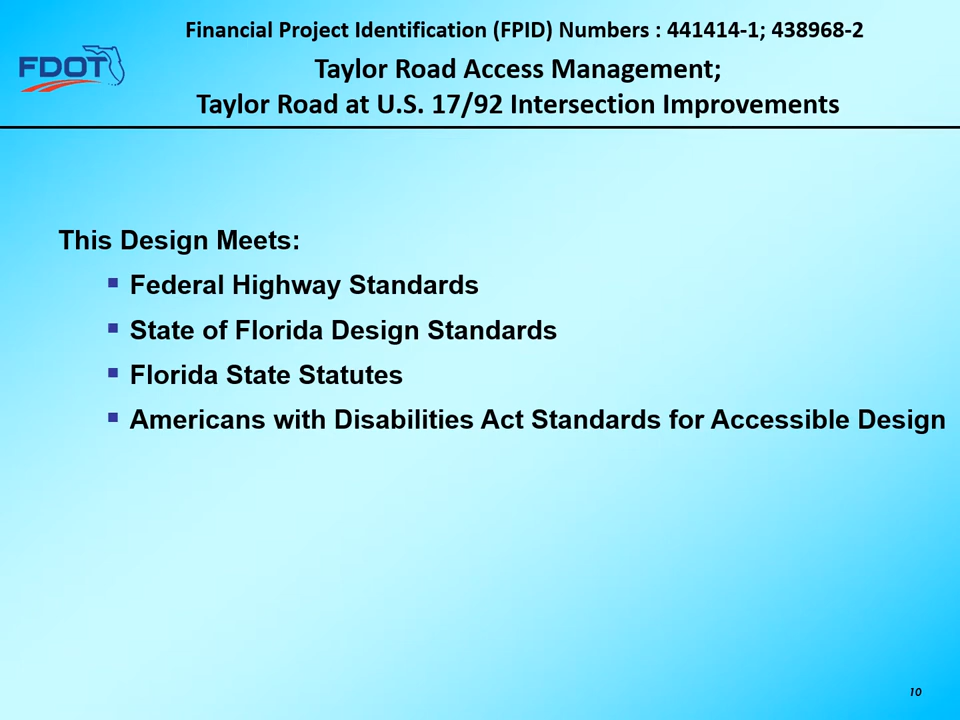 Financial Project Identification (FPID) Numbers : 441414-1; 438968-2
FDOT
Taylor Road Access Management;
Taylor Road at U.S. 17/92 Intersection Improvements
This Design Meets:
▪ Federal Highway Standards
▪ State of Florida Design Standards
▪ Florida State Statutes
▪ Americans with Disabilities Act Standards for Accessible Design
10